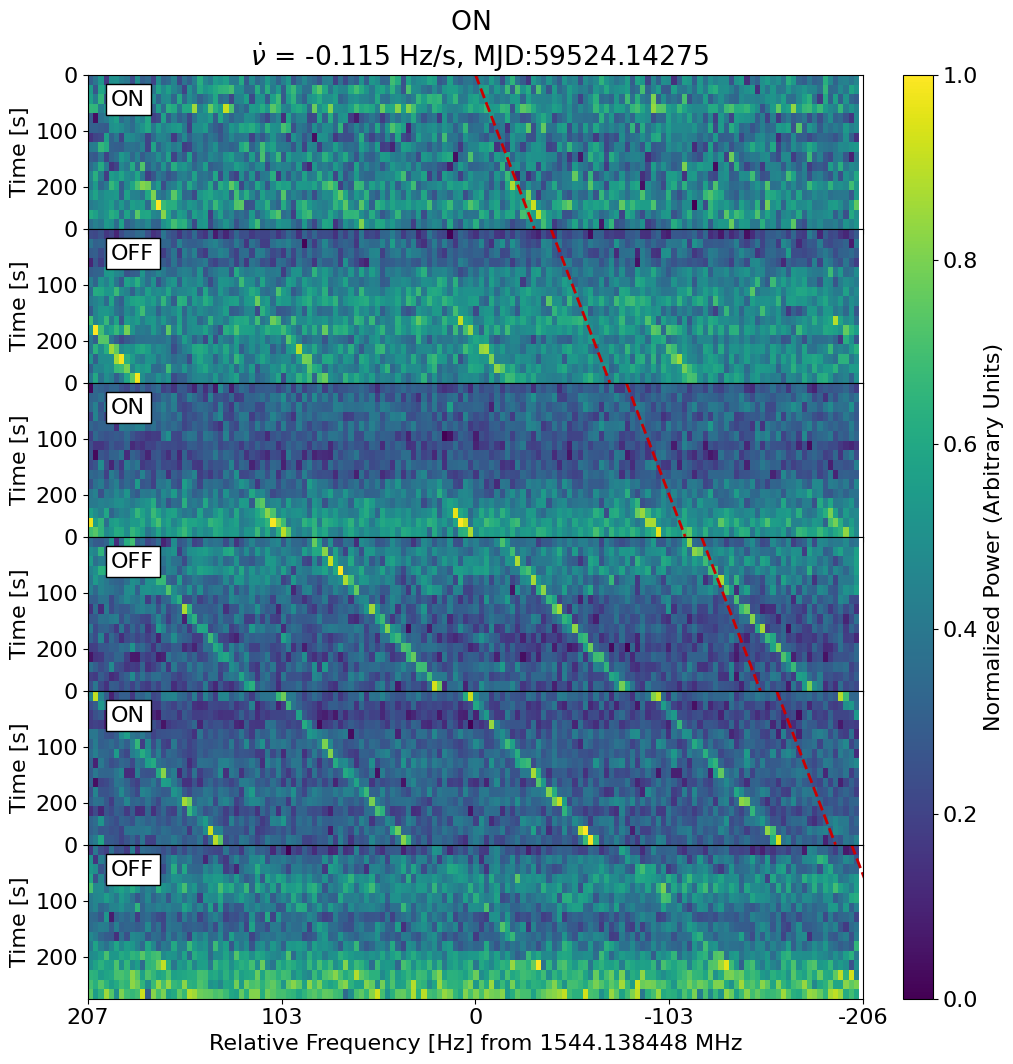 ON
ν̇ = -0.115 Hz/s, MJD:59524.14275
Time [s]
0
100
200
ON
Time [s]
0
100
200
OFF
Time [s]
0
100
200
ON
Time [s]
0
100
200
OFF
Time [s]
0
100
200
ON
Time [s]
0
100
200
OFF
207
103
0
-103
-206
Relative Frequency [Hz] from 1544.138448 MHz
1.0
0.8
0.6
0.4
0.2
0.0
Normalized Power (Arbitrary Units)